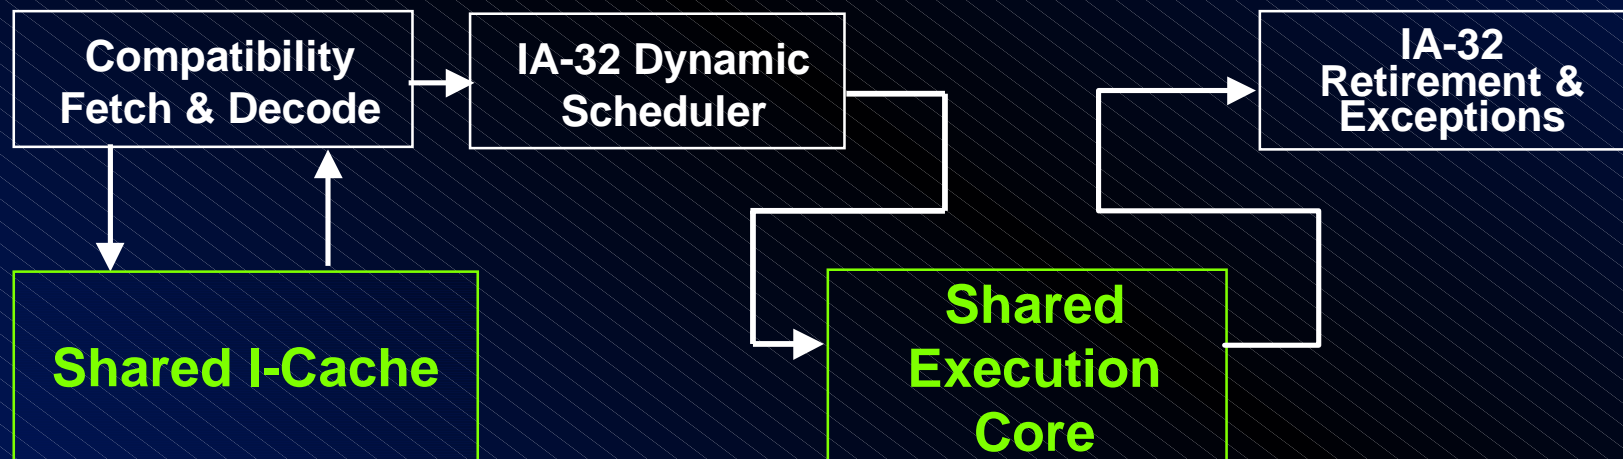 Compatibility
Fetch & Decode
IA-32 Dynamic
Scheduler
IA-32
Retirement &
Exceptions
Shared I-Cache
Shared
Execution
Core